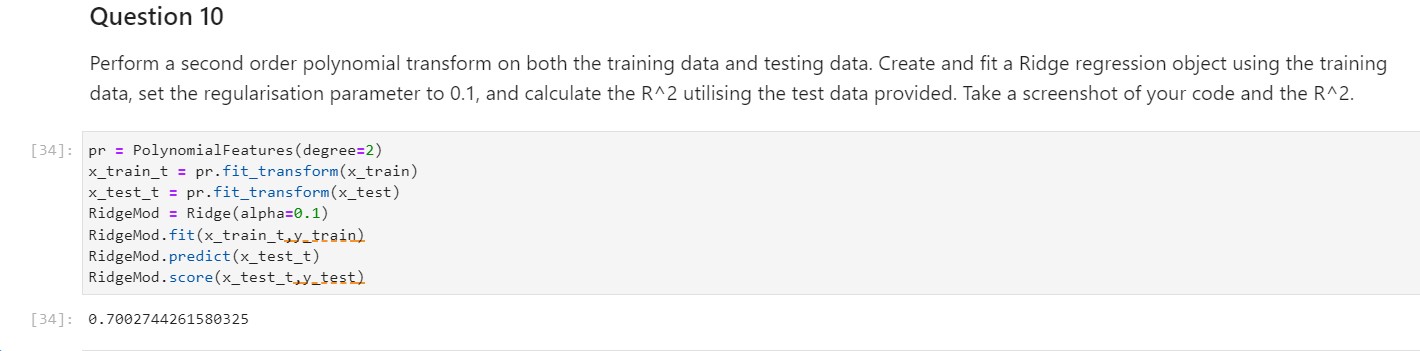 Question 10
Perform a second order polynomial transform on both the training data and testing data. Create and fit a Ridge regression object using the training
data, set the regularisation parameter to 0.1, and calculate the R^2 utilising the test data provided. Take a screenshot of your code and the R^2.
[34]: pr = PolynomialFeatures(degree=2)
x_train_t = pr.fit_transform(x_train)
x_test_t = pr.fit_transform(x_test)
RidgeMod = Ridge(alpha=0.1)
RidgeMod.fit(x_train_t,y_train)
RidgeMod.predict(x_test_t)
RidgeMod.score(x_test_t,y_test)
[34]: 0.7002744261580325